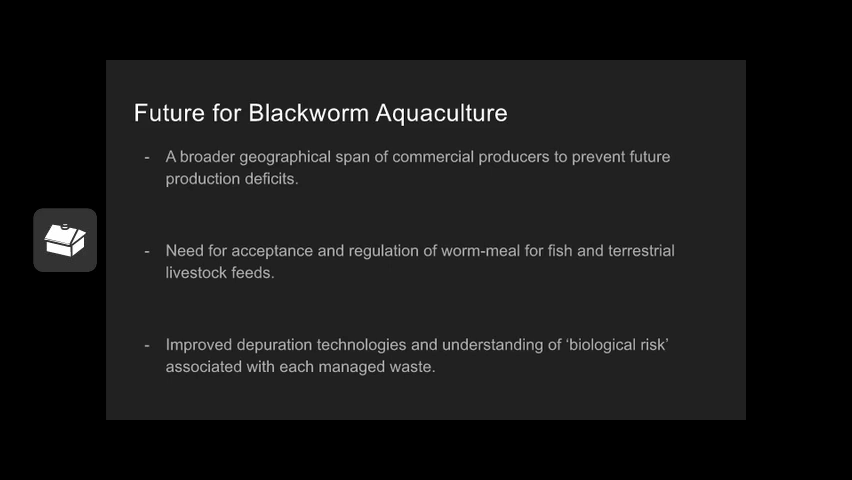 Future for Blackworm Aquaculture
- A broader geographical span of commercial producers to prevent future
production deficits.
- Need for acceptance and regulation of worm-meal for fish and terrestrial
livestock feeds.
- Improved depuration technologies and understanding of ‘biological risk’
associated with each managed waste.